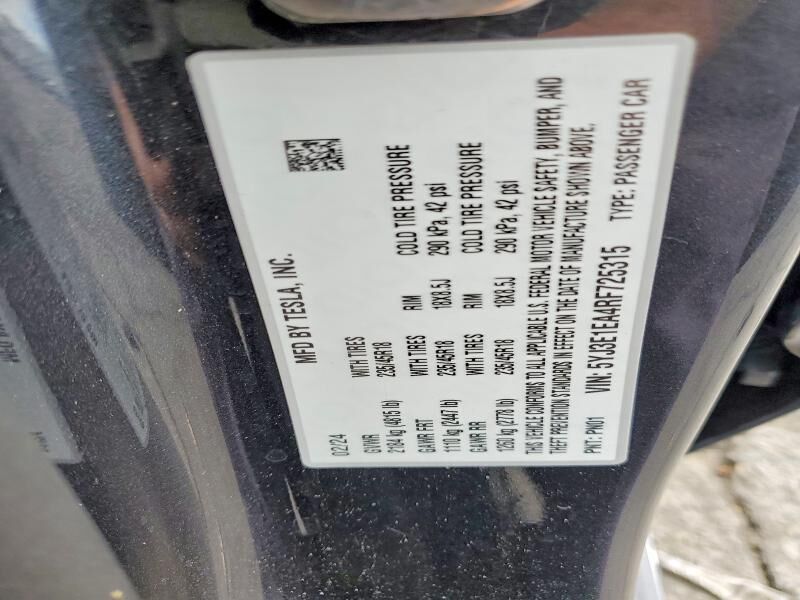 MFD BY TESLA, INC.
02/24
GVWR WITH TIRES
2184 kg (4815 lb) 235/45R18
GAWR FRT WITH TIRES RIM COLD TIRE PRESSURE
1110 kg (2447 lb) 235/45R18 18X8.5J 290 kPa, 42 psi
GAWR RR WITH TIRES RIM COLD TIRE PRESSURE
1260 kg (2778 lb) 235/45R18 18X8.5J 290 kPa, 42 psi
THIS VEHICLE CONFORMS TO ALL APPLICABLE U.S. FEDERAL MOTOR VEHICLE SAFETY, BUMPER, AND
THEFT PREVENTION STANDARDS IN EFFECT ON THE DATE OF MANUFACTURE SHOWN ABOVE.
VIN: 5YJ3E1EA4RF725315
PNT: PN01 TYPE: PASSENGER CAR